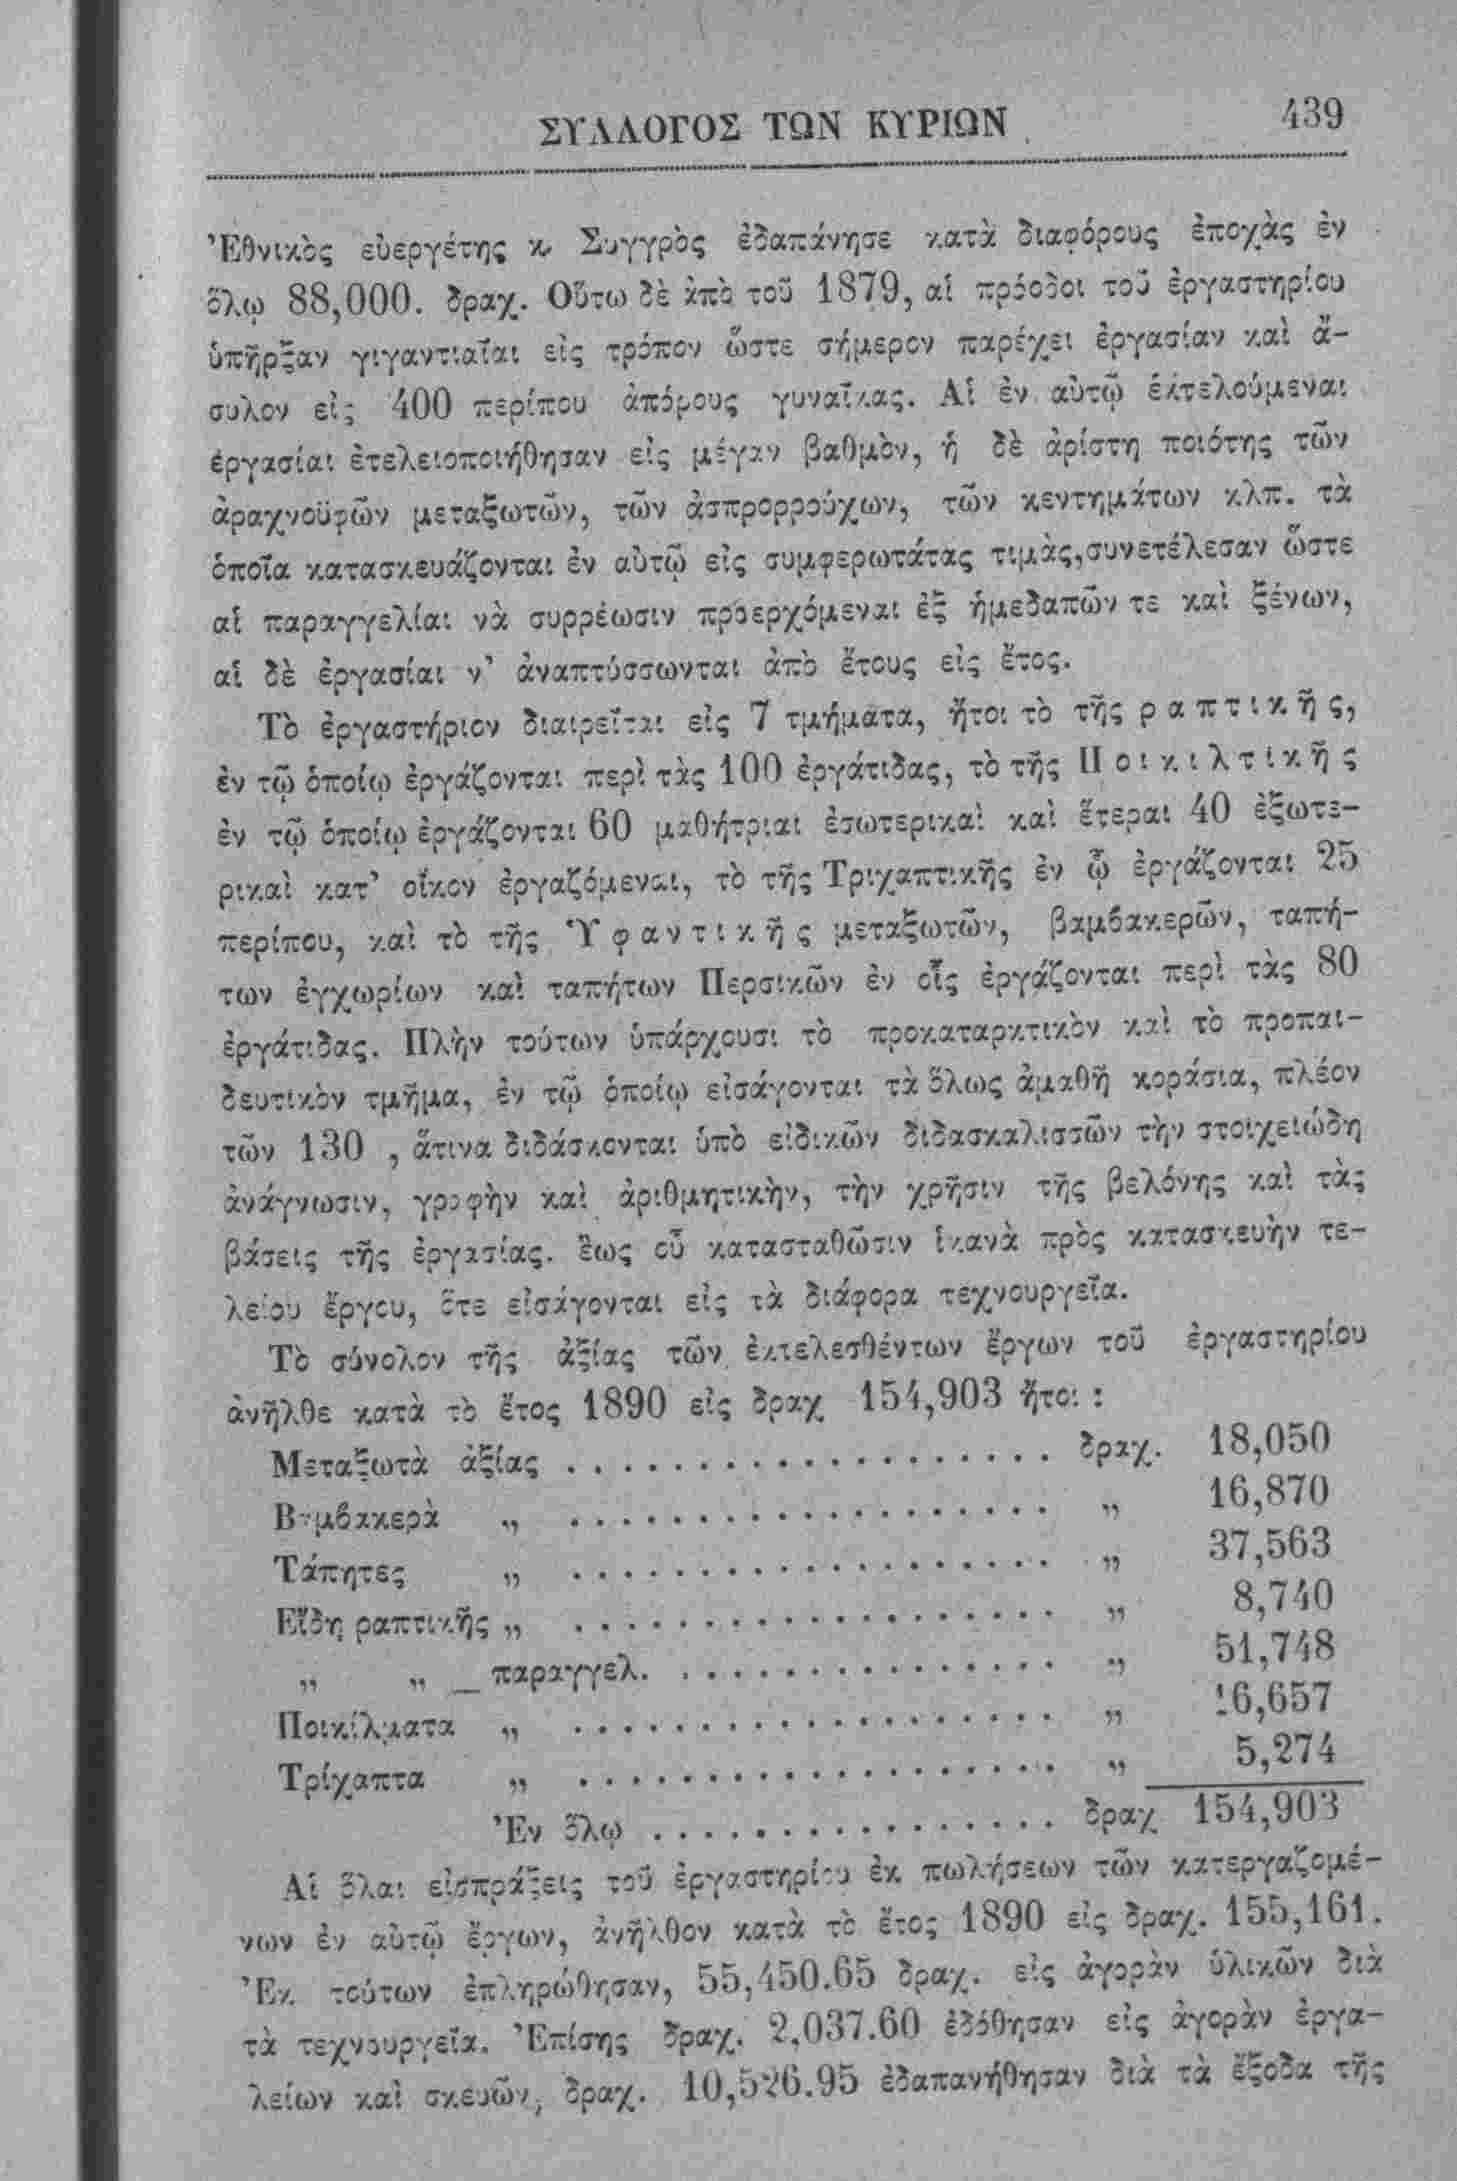 ΣΥΛΛΟΓΟΣ ΤΩΝ ΚΥΡΙΩΝ 439
Ἐθνικὸς εὐεργέτης κ. Συγγρὸς ἐδαπάνησε κατὰ διαφόρους ἐποχὰς ἐν
ὅλῳ 88,000. δραχ. Οὕτω δὲ ἀπὸ τοῦ 1879, αἱ πρόοδοι τοῦ ἐργαστηρίου
ὑπῆρξαν γιγαντιαῖαι εἰς τρόπον ὥστε σήμερον παρέχει ἐργασίαν καὶ ἄ-
συλον εἰς 400 περίπου ἀπόρους γυναῖκας. Αἱ ἐν αὐτῷ ἐκτελούμεναι
ἐργασίαι ἐτελειοποιήθησαν εἰς μέγαν βαθμὸν, ἡ δὲ ἀρίστη ποιότης τῶν
ἀραχνοϋφῶν μεταξωτῶν, τῶν ἀσπρορρούχων, τῶν κεντημάτων κλπ. τὰ
ὁποῖα κατασκευάζονται ἐν αὐτῷ εἰς συμφερωτάτας τιμὰς,συνετέλεσαν ὥστε
αἱ παραγγελίαι νὰ συρρέωσιν προερχόμεναι ἐξ ἡμεδαπῶν τε καὶ ξένων,
αἱ δὲ ἐργασίαι ν' ἀναπτύσσωνται ἀπὸ ἔτους εἰς ἔτος.
Τὸ ἐργαστήριον διαιρεῖται εἰς 7 τμήματα, ἤτοι τὸ τῆς ραπτικῆς,
ἐν τῷ ὁποίῳ ἐργάζονται περὶ τὰς 100 ἐργάτιδας, τὸ τῆς Ποικιλτικῆς
ἐν τῷ ὁποίῳ ἐργάζονται 60 μαθήτριαι ἐσωτερικαὶ καὶ ἕτεραι 40 ἐξωτε-
ρικαὶ κατ' οἶκον ἐργαζόμεναι, τὸ τῆς Τριχαπτικῆς ἐν ᾧ ἐργάζονται 25
περίπου, καὶ τὸ τῆς Ὑφαντικῆς μεταξωτῶν, βαμβακερῶν, ταπή-
των ἐγχωρίων καὶ ταπήτων Περσικῶν ἐν οἷς ἐργάζονται περὶ τὰς 80
ἐργάτιδας. Πλὴν τούτων ὑπάρχουσι τὸ προκαταρκτικὸν καὶ τὸ προπαι-
δευτικὸν τμῆμα, ἐν τῷ ὁποίῳ εἰσάγονται τὰ ὅλως ἀμαθῆ κοράσια, πλέον
τῶν 130 , ἅτινα διδάσκονται ὑπὸ εἰδικῶν διδασκαλισσῶν τὴν στοιχειώδη
ἀνάγνωσιν, γραφὴν καὶ ἀριθμητικὴν, τὴν χρῆσιν τῆς βελόνης καὶ τὰς
βάσεις τῆς ἐργασίας. ἕως οὗ κατασταθῶσιν ἱκανὰ πρὸς κατασκευὴν τε-
λείου ἔργου, ὅτε εἰσάγονται εἰς τὰ διάφορα τεχνουργεῖα.
Τὸ σύνολον τῆς ἀξίας τῶν ἐκτελεσθέντων ἔργων τοῦ ἐργαστηρίου
ἀνῆλθε κατὰ τὸ ἔτος 1890 εἰς δραχ 154,903 ἤτοι :
Μεταξωτὰ ἀξίας . . . . . . . . . . . . . . . . . . . δραχ. 18,050
Βαμβακερὰ „ . . . . . . . . . . . . . . . . . . . „ 16,870
Τάπητες „ . . . . . . . . . . . . . . . . . . . „ 37,563
Εἴδη ραπτικῆς „ . . . . . . . . . . . . . . . . . . . „ 8,740
„ „ _ παραγγελ. . . . . . . . . . . . . . . . „ 51,748
Ποικίλματα „ . . . . . . . . . . . . . . . . . . . „ 16,657
Τρίχαπτα „ . . . . . . . . . . . . . . . . . . . „ 5,274
Ἐν ὅλῳ . . . . . . . . . . . . . . . . δραχ 154,903
Αἱ ὅλαι εἰσπράξεις τοῦ ἐργαστηρίου ἐκ πωλήσεων τῶν κατεργαζομέ-
νων ἐν αὐτῷ ἔργων, ἀνῆλθον κατὰ τὸ ἔτος 1890 εἰς δραχ. 155,161.
Ἐκ τούτων ἐπληρώθησαν, 55,450.65 δραχ. εἰς ἀγορὰν ὑλικῶν διὰ
τὰ τεχνουργεῖα. Ἐπίσης δραχ. 2,037.60 ἐδόθησαν εἰς ἀγορὰν ἐργα-
λείων καὶ σκευῶν, δραχ. 10,526.95 ἐδαπανήθησαν διὰ τὰ ἔξοδα τῆς